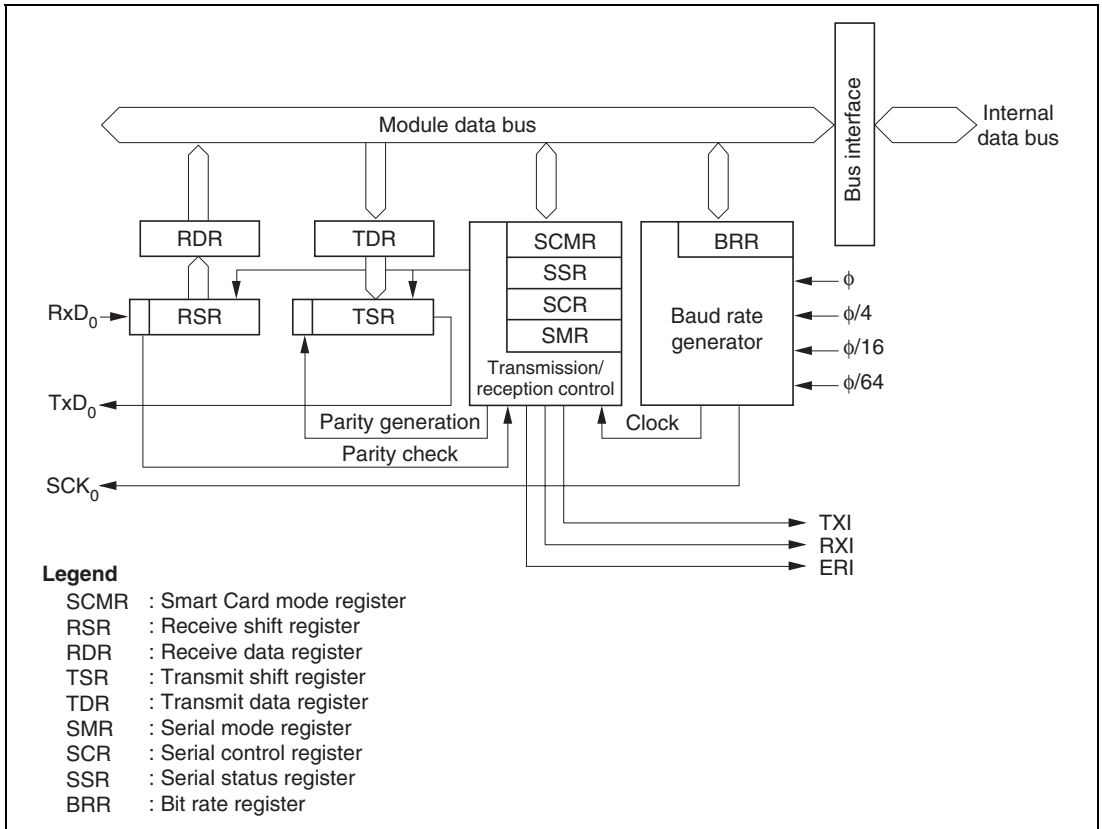 Module data bus
Bus interface
Internal
data bus
RDR
TDR
SCMR
SSR
SCR
SMR
BRR
RxD0
RSR
TSR
Baud rate
generator
ϕ
ϕ/4
ϕ/16
ϕ/64
Transmission/
reception control
TxD0
Parity generation
Clock
Parity check
SCK0
TXI
RXI
ERI
Legend
SCMR : Smart Card mode register
RSR : Receive shift register
RDR : Receive data register
TSR : Transmit shift register
TDR : Transmit data register
SMR : Serial mode register
SCR : Serial control register
SSR : Serial status register
BRR : Bit rate register